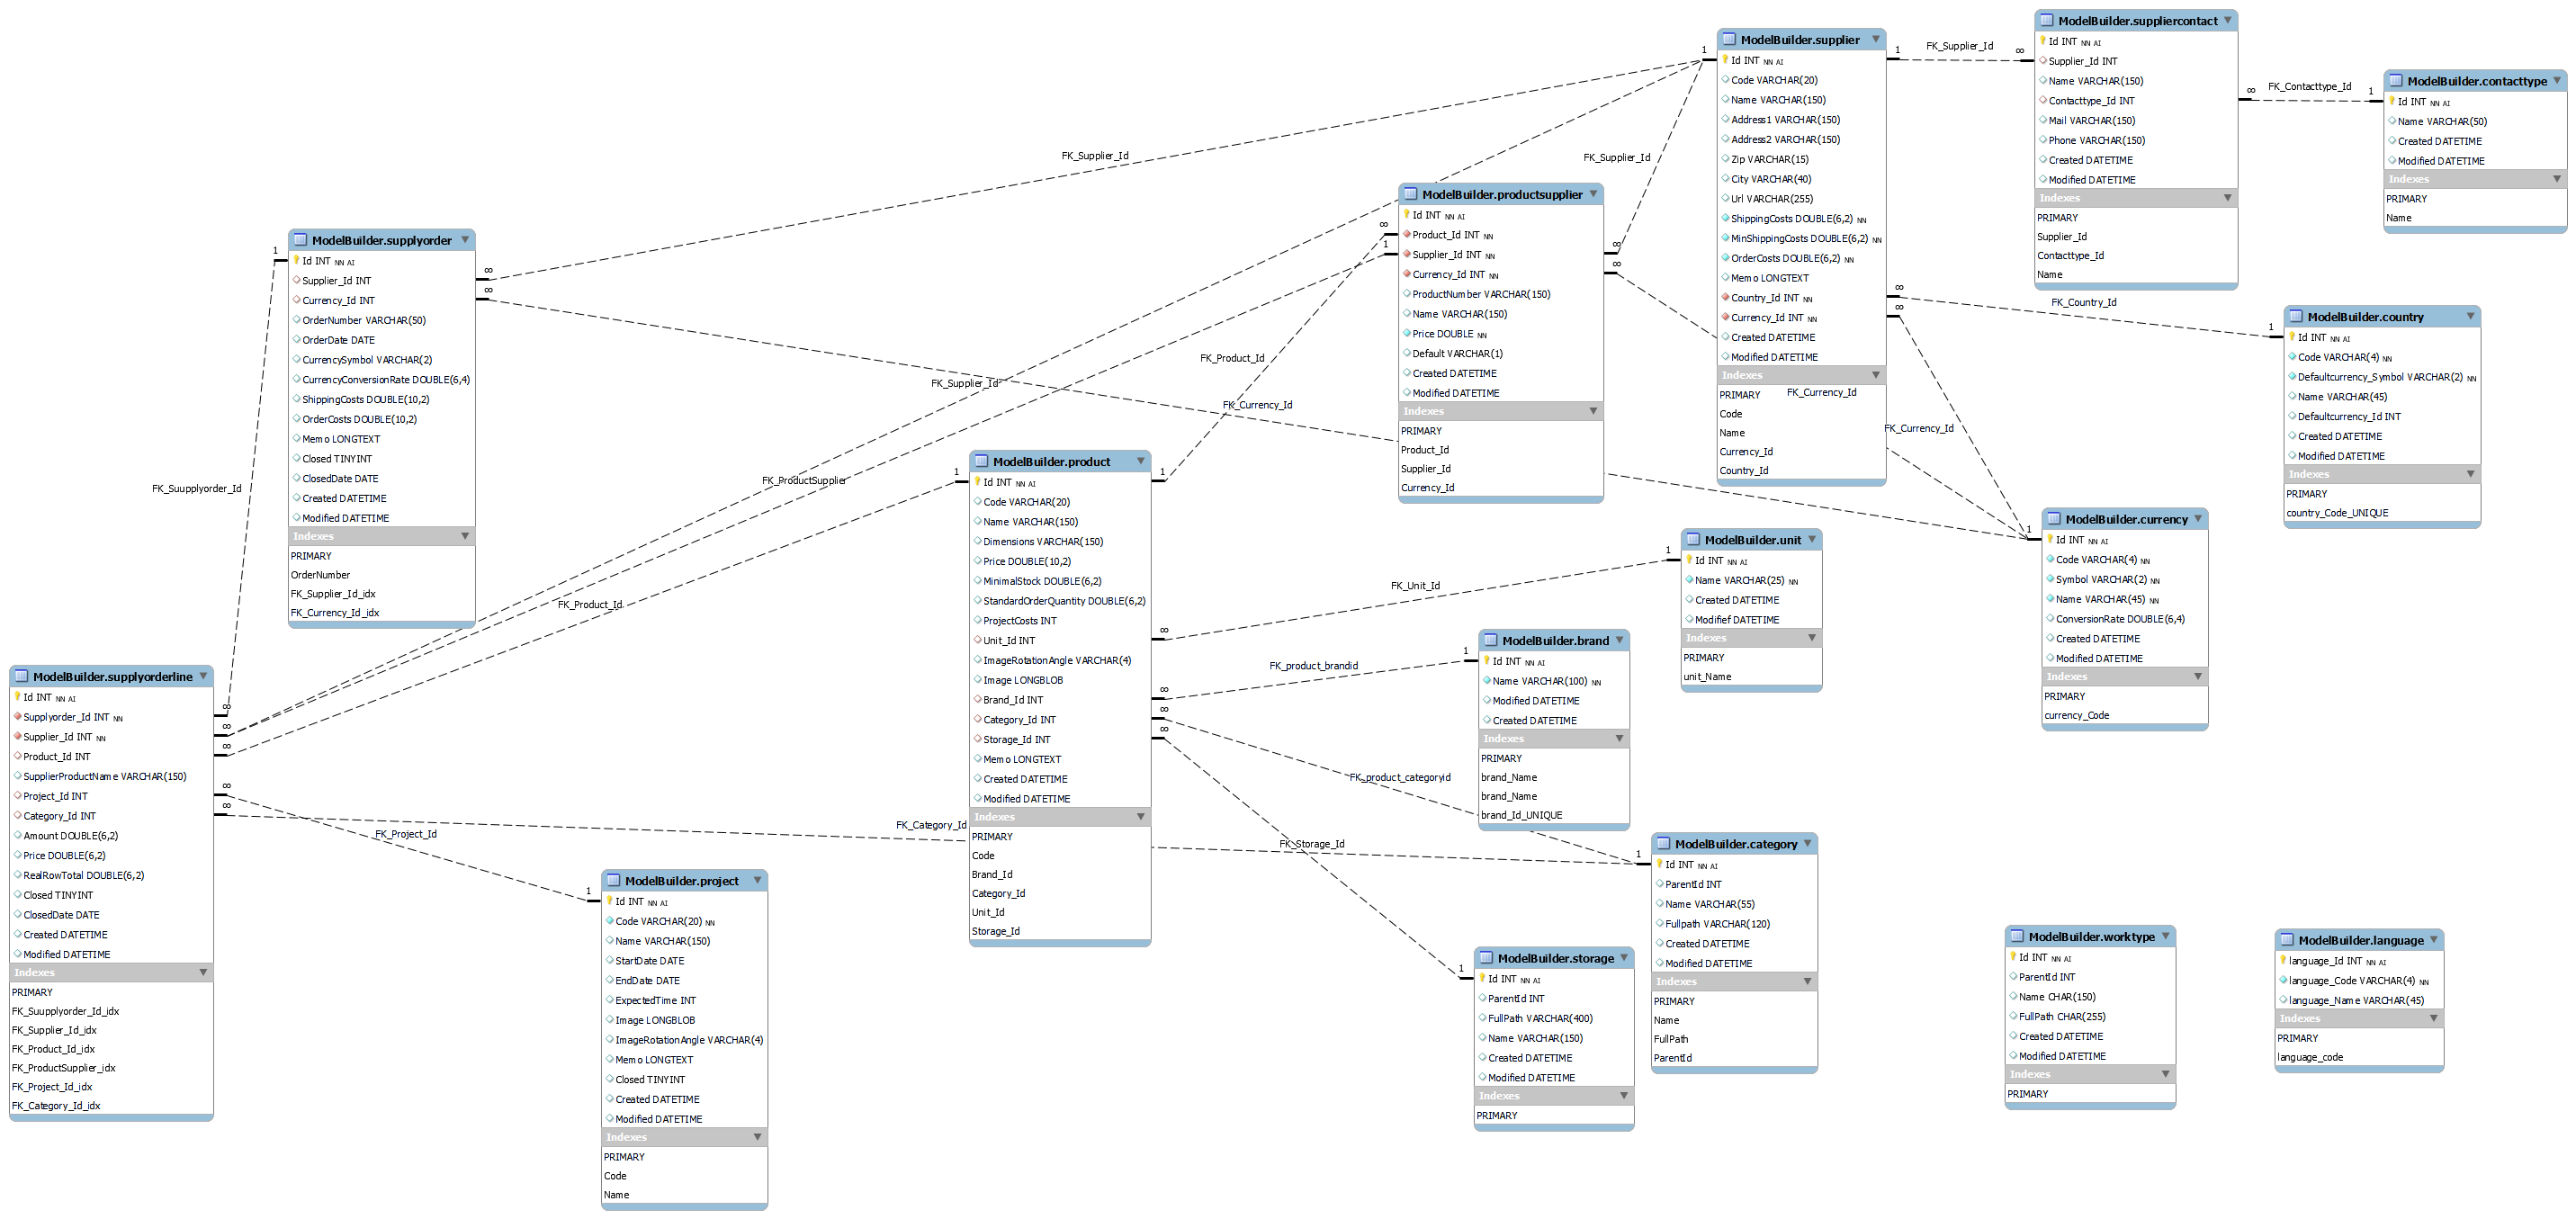 ModelBuilder.suppliercontact
Id INT NN AI
Supplier_Id INT
Name VARCHAR(150)
Contacttype_Id INT
Mail VARCHAR(150)
Phone VARCHAR(150)
Created DATETIME
Modified DATETIME
Indexes
PRIMARY
Supplier_Id
Contacttype_Id
Name
ModelBuilder.supplier
Id INT NN AI
Code VARCHAR(20)
Name VARCHAR(150)
Address1 VARCHAR(150)
Address2 VARCHAR(150)
Zip VARCHAR(15)
City VARCHAR(40)
Url VARCHAR(255)
ShippingCosts DOUBLE(6,2) NN
MinShippingCosts DOUBLE(6,2) NN
OrderCosts DOUBLE(6,2) NN
Memo LONGTEXT
Country_Id INT NN
Currency_Id INT NN
Created DATETIME
Modified DATETIME
Indexes
PRIMARY
Code
Name
Currency_Id
Country_Id
1
1
FK_Supplier_Id
∞
∞
FK_Contacttype_Id
1
ModelBuilder.contacttype
Id INT NN AI
Name VARCHAR(50)
Created DATETIME
Modified DATETIME
Indexes
PRIMARY
Name
FK_Supplier_Id
FK_Supplier_Id
ModelBuilder.productsupplier
Id INT NN AI
Product_Id INT NN
Supplier_Id INT NN
Currency_Id INT NN
ProductNumber VARCHAR(150)
Name VARCHAR(150)
Price DOUBLE NN
Default VARCHAR(1)
Created DATETIME
Modified DATETIME
Indexes
PRIMARY
Product_Id
Supplier_Id
Currency_Id
∞
1
∞
∞
ModelBuilder.supplyorder
Id INT NN AI
Supplier_Id INT
Currency_Id INT
OrderNumber VARCHAR(50)
OrderDate DATE
CurrencySymbol VARCHAR(2)
CurrencyConversionRate DOUBLE(6,4)
ShippingCosts DOUBLE(10,2)
OrderCosts DOUBLE(10,2)
Memo LONGTEXT
Closed TINYINT
ClosedDate DATE
Created DATETIME
Modified DATETIME
Indexes
PRIMARY
OrderNumber
FK_Supplier_Id_idx
FK_Currency_Id_idx
1
∞
∞
∞
∞
FK_Country_Id
1
ModelBuilder.country
Id INT NN AI
Code VARCHAR(4) NN
Defaultcurrency_Symbol VARCHAR(2) NN
Name VARCHAR(45)
Defaultcurrency_Id INT
Created DATETIME
Modified DATETIME
Indexes
PRIMARY
country_Code_UNIQUE
FK_Product_Id
FK_Supplier_Id
FK_Currency_Id
FK_Currency_Id
FK_Currency_Id
FK_Suupplyorder_Id
FK_ProductSupplier
FK_Product_Id
ModelBuilder.product
Id INT NN AI
Code VARCHAR(20)
Name VARCHAR(150)
Dimensions VARCHAR(150)
Price DOUBLE(10,2)
MinimalStock DOUBLE(6,2)
StandardOrderQuantity DOUBLE(6,2)
ProjectCosts INT
Unit_Id INT
ImageRotationAngle VARCHAR(4)
Image LONGBLOB
Brand_Id INT
Category_Id INT
Storage_Id INT
Memo LONGTEXT
Created DATETIME
Modified DATETIME
Indexes
PRIMARY
Code
Brand_Id
Category_Id
Unit_Id
Storage_Id
1
1
∞
∞
∞
∞
FK_Unit_Id
1
ModelBuilder.unit
Id INT NN AI
Name VARCHAR(25) NN
Created DATETIME
Modifief DATETIME
Indexes
PRIMARY
unit_Name
1
ModelBuilder.currency
Id INT NN AI
Code VARCHAR(4) NN
Symbol VARCHAR(2) NN
Name VARCHAR(45) NN
ConversionRate DOUBLE(6,4)
Created DATETIME
Modified DATETIME
Indexes
PRIMARY
currency_Code
FK_product_brandid
1
ModelBuilder.brand
Id INT NN AI
Name VARCHAR(100) NN
Modified DATETIME
Created DATETIME
Indexes
PRIMARY
brand_Name
brand_Name
brand_Id_UNIQUE
ModelBuilder.supplyorderline
Id INT NN AI
Supplyorder_Id INT NN
Supplier_Id INT NN
Product_Id INT
SupplierProductName VARCHAR(150)
Project_Id INT
Category_Id INT
Amount DOUBLE(6,2)
Price DOUBLE(6,2)
RealRowTotal DOUBLE(6,2)
Closed TINYINT
ClosedDate DATE
Created DATETIME
Modified DATETIME
Indexes
PRIMARY
FK_Suupplyorder_Id_idx
FK_Supplier_Id_idx
FK_Product_Id_idx
FK_ProductSupplier_idx
FK_Project_Id_idx
FK_Category_Id_idx
∞
∞
∞
∞
∞
FK_Project_Id
FK_Category_Id
FK_product_categoryid
FK_Storage_Id
1
ModelBuilder.project
Id INT NN AI
Code VARCHAR(20) NN
Name VARCHAR(150)
StartDate DATE
EndDate DATE
ExpectedTime INT
Image LONGBLOB
ImageRotationAngle VARCHAR(4)
Memo LONGTEXT
Closed TINYINT
Created DATETIME
Modified DATETIME
Indexes
PRIMARY
Code
Name
1
ModelBuilder.category
Id INT NN AI
ParentId INT
Name VARCHAR(55)
Fullpath VARCHAR(120)
Created DATETIME
Modified DATETIME
Indexes
PRIMARY
Name
FullPath
ParentId
1
ModelBuilder.storage
Id INT NN AI
ParentId INT
FullPath VARCHAR(400)
Name VARCHAR(150)
Created DATETIME
Modified DATETIME
Indexes
PRIMARY
ModelBuilder.worktype
Id INT NN AI
ParentId INT
Name CHAR(150)
FullPath CHAR(255)
Created DATETIME
Modified DATETIME
Indexes
PRIMARY
ModelBuilder.language
language_Id INT NN AI
language_Code VARCHAR(4) NN
language_Name VARCHAR(45)
Indexes
PRIMARY
language_code